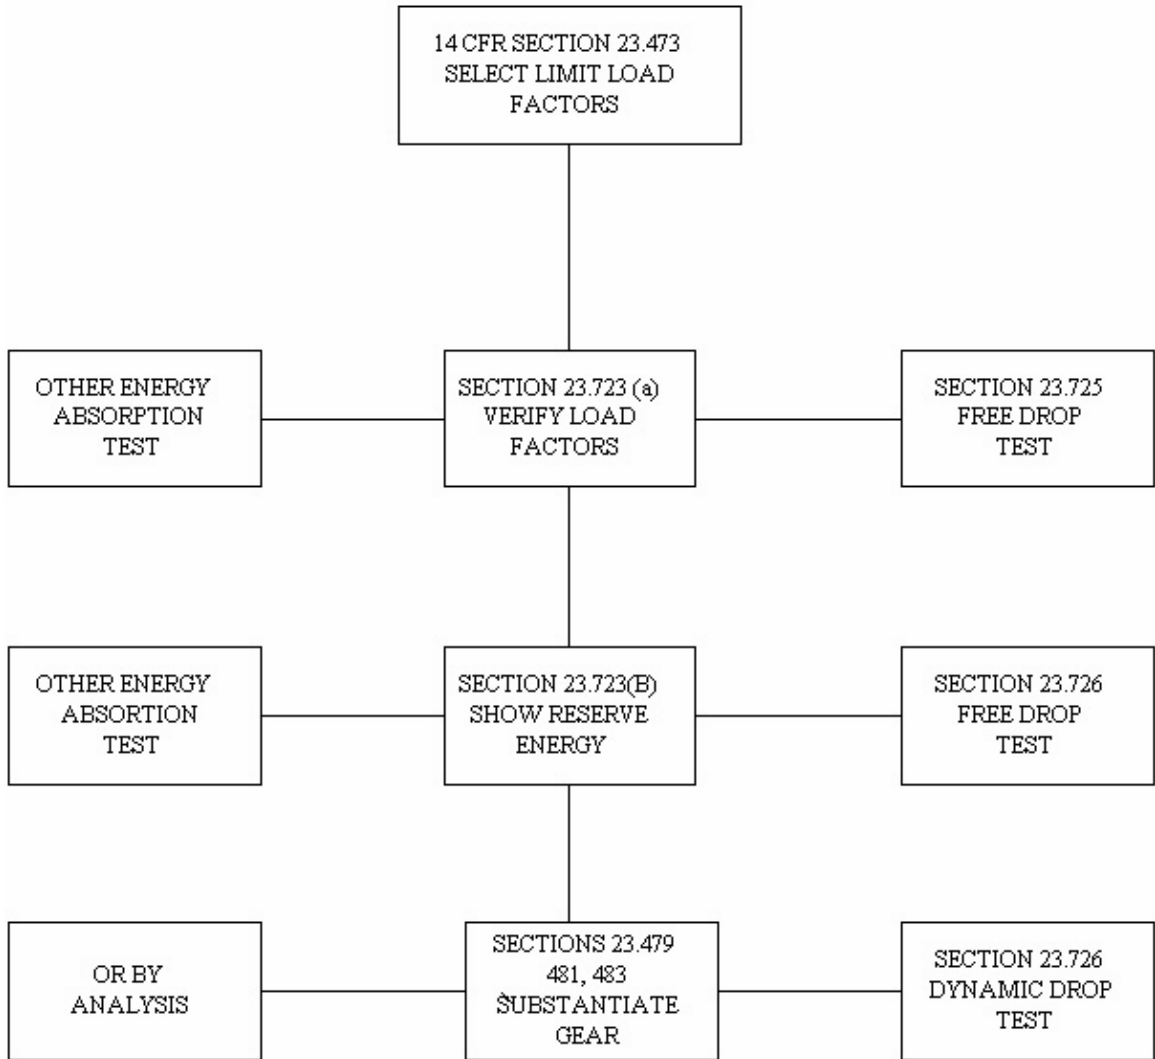 14 CFR SECTION 23.473
SELECT LIMIT LOAD
FACTORS
OTHER ENERGY
ABSORPTION
TEST
SECTION 23.723 (a)
VERIFY LOAD
FACTORS
SECTION 23.725
FREE DROP
TEST
OTHER ENERGY
ABSORTION
TEST
SECTION 23.723(B)
SHOW RESERVE
ENERGY
SECTION 23.726
FREE DROP
TEST
OR BY
ANALYSIS
SECTIONS 23.479
481, 483
SUBSTANTIATE
GEAR
SECTION 23.726
DYNAMIC DROP
TEST